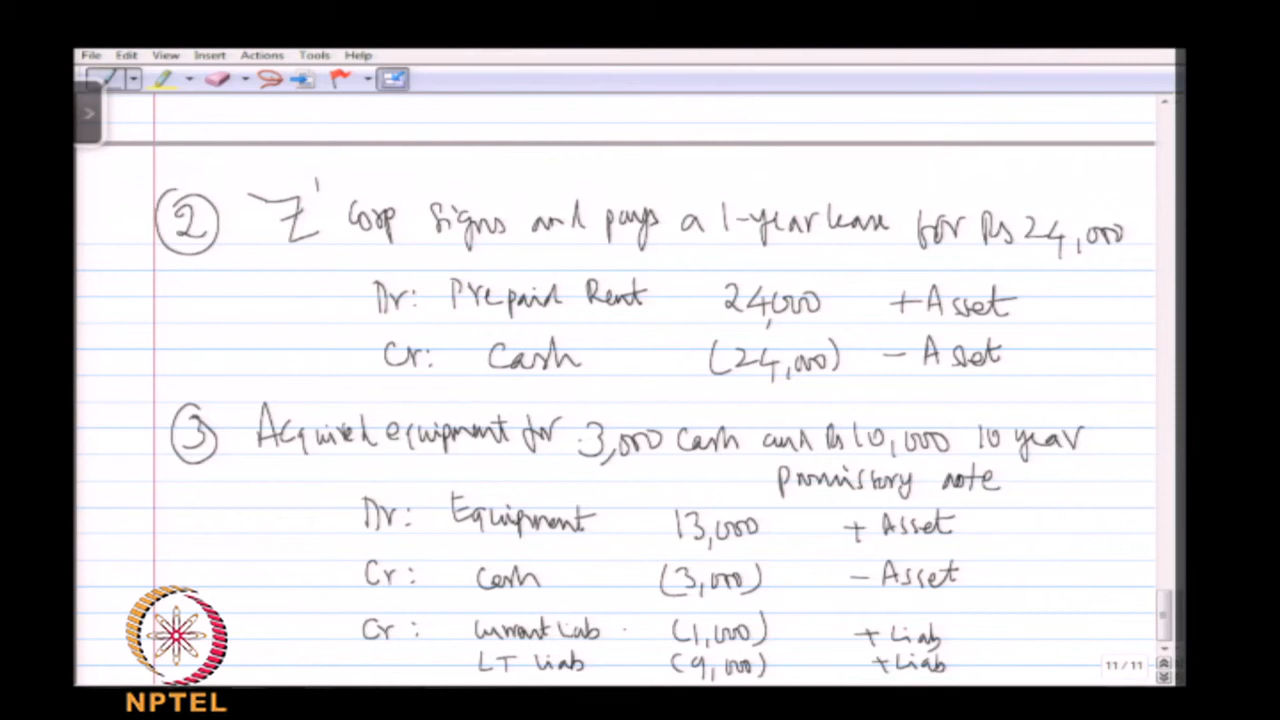 File Edit View Insert Actions Tools Help
2 'Z' Corp signs and pays a 1-year lease for Rs 24,000
Dr: Prepaid Rent 24,000 + Asset
Cr: Cash (24,000) - Asset
3 Acquired equipment for 3,000 cash and Rs 10,000 10 year
promissory note
Dr: Equipment 13,000 + Asset
Cr: Cash (3,000) - Asset
Cr: Current Liab (1,000) + Liab
LT Liab (9,000) + Liab
11 / 11
NPTEL